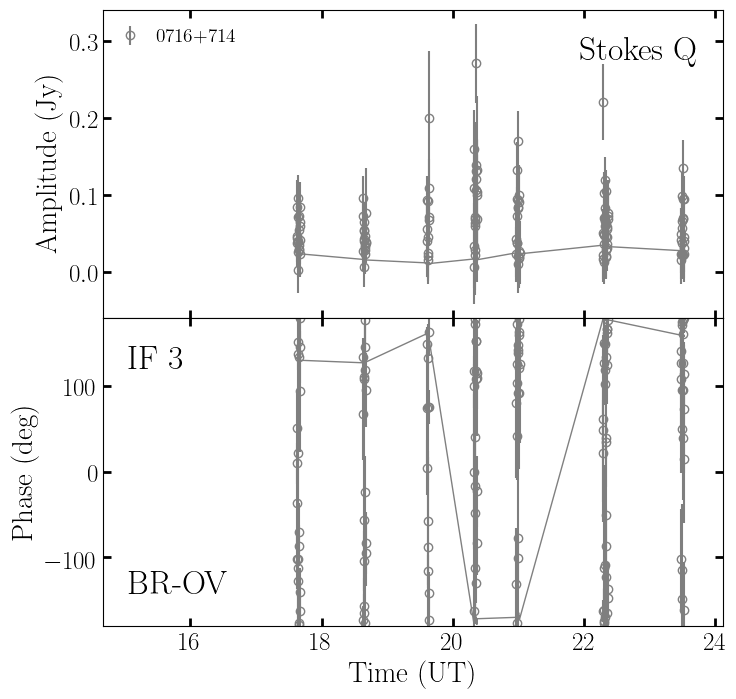 0716+714
Stokes Q
0.3
0.2
0.1
0.0
Amplitude (Jy)
IF 3
100
0
−100
Phase (deg)
BR-OV
16 18 20 22 24
Time (UT)